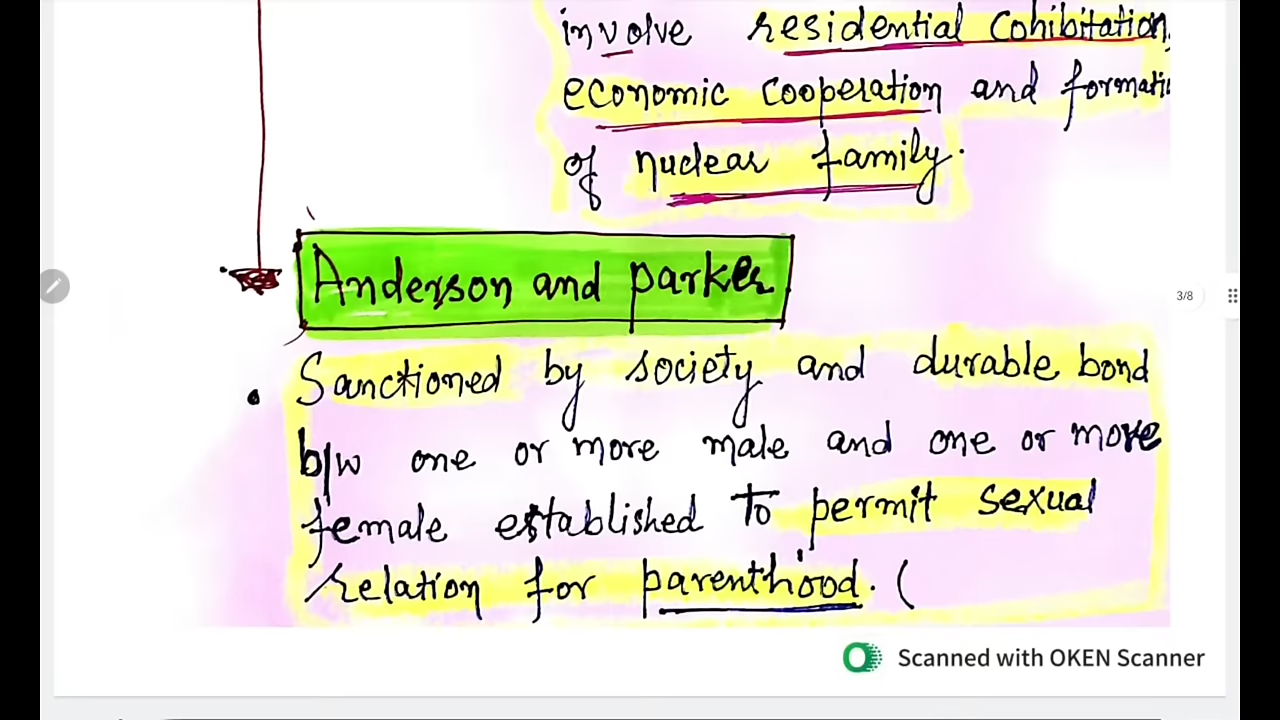 involve residential cohibitation,
economic cooperation and formati
of nuclear family.
Anderson and parker
3/8
• Sanctioned by society and durable bond
b/w one or more male and one or more
female established to permit sexual
relation for parenthood. (
Scanned with OKEN Scanner